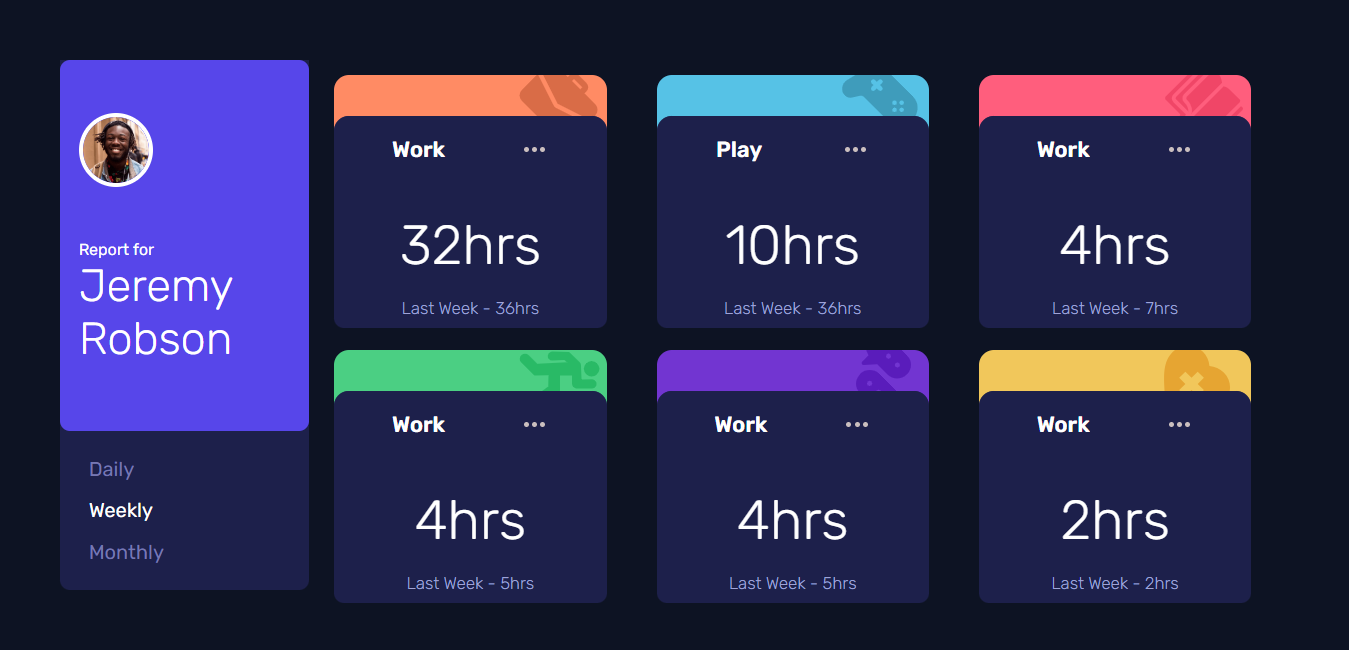 Report for
Jeremy
Robson
Daily
Weekly
Monthly
Work
32hrs
Last Week - 36hrs
Play
10hrs
Last Week - 36hrs
Work
4hrs
Last Week - 7hrs
Work
4hrs
Last Week - 5hrs
Work
4hrs
Last Week - 5hrs
Work
2hrs
Last Week - 2hrs